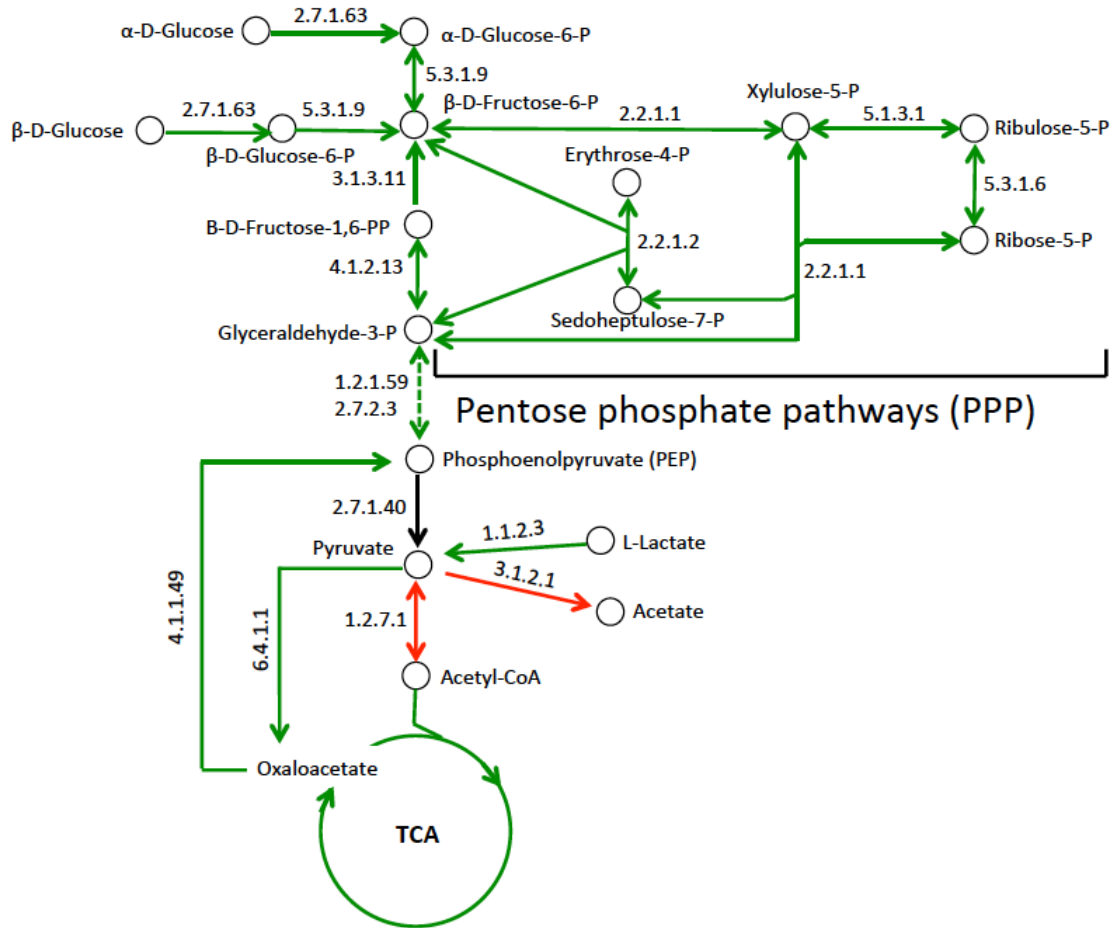 2.7.1.63
α-D-Glucose
α-D-Glucose-6-P
5.3.1.9
β-D-Fructose-6-P
Xylulose-5-P
2.7.1.63
5.3.1.9
2.2.1.1
5.1.3.1
β-D-Glucose
Ribulose-5-P
β-D-Glucose-6-P
Erythrose-4-P
3.1.3.11
5.3.1.6
B-D-Fructose-1,6-PP
2.2.1.2
Ribose-5-P
4.1.2.13
2.2.1.1
Sedoheptulose-7-P
Glyceraldehyde-3-P
1.2.1.59
2.7.2.3
Pentose phosphate pathways (PPP)
Phosphoenolpyruvate (PEP)
2.7.1.40
1.1.2.3
L-Lactate
Pyruvate
3.1.2.1
Acetate
4.1.1.49
6.4.1.1
1.2.7.1
Acetyl-CoA
Oxaloacetate
TCA